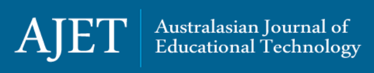 AJET
Australasian Journal of
Educational Technology